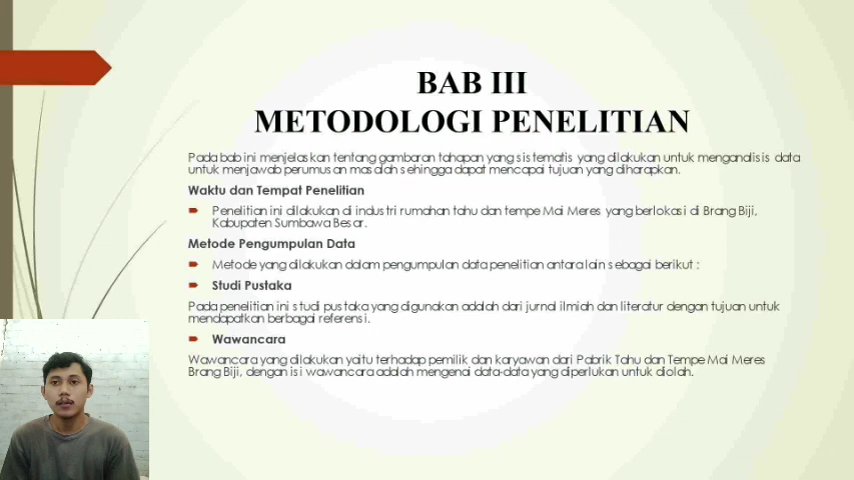 BAB III
METODOLOGI PENELITIAN
Pada bab ini menjelaskan tentang gambaran tahapan yang sistematis yang dilakukan untuk menganalisis data
untuk menjawab perumusan masalah sehingga dapat mencapai tujuan yang diharapkan.
Waktu dan Tempat Penelitian
Penelitian ini dilakukan di industri rumahan tahu dan tempe Mai Meres yang berlokasi di Brang Biji,
Kabupaten Sumbawa Besar.
Metode Pengumpulan Data
Metode yang dilakukan dalam pengumpulan data penelitian antara lain sebagai berikut :
Studi Pustaka
Pada penelitian ini studi pustaka yang digunakan adalah dari jurnal ilmiah dan literatur dengan tujuan untuk
mendapatkan berbagai referensi.
Wawancara
Wawancara yang dilakukan yaitu terhadap pemilik dan karyawan dari Pabrik Tahu dan Tempe Mai Meres
Brang Biji, dengan isi wawancara adalah mengenai data-data yang diperlukan untuk diolah.